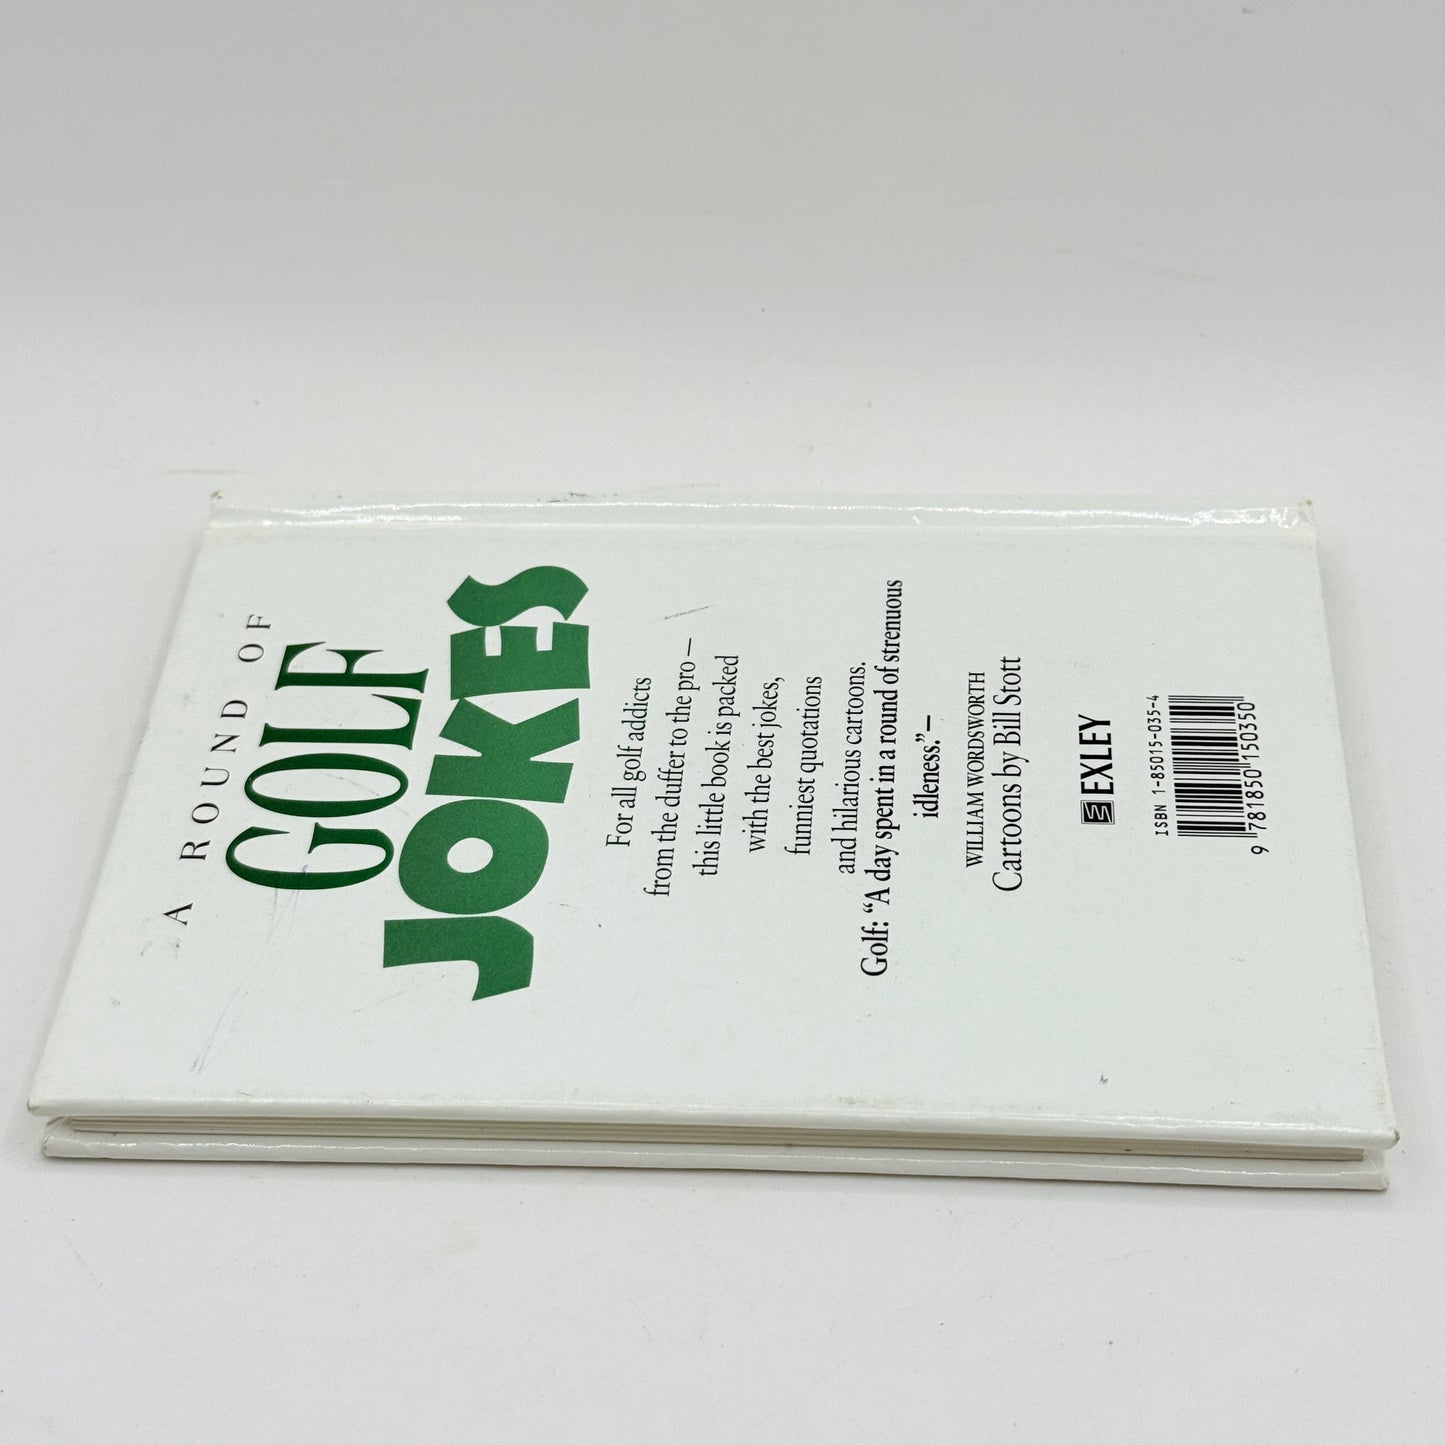 A ROUND OF
GOLF
JOKES
For all golf addicts
from the duffer to the pro –
this little book is packed
with the best jokes,
funniest quotations
and hilarious cartoons.
Golf: “A day spent in a round of strenuous
idleness.”–
WILLIAM WORDSWORTH
Cartoons by Bill Stott
EXLEY
ISBN 1-85015-035-4
9 781850 150350